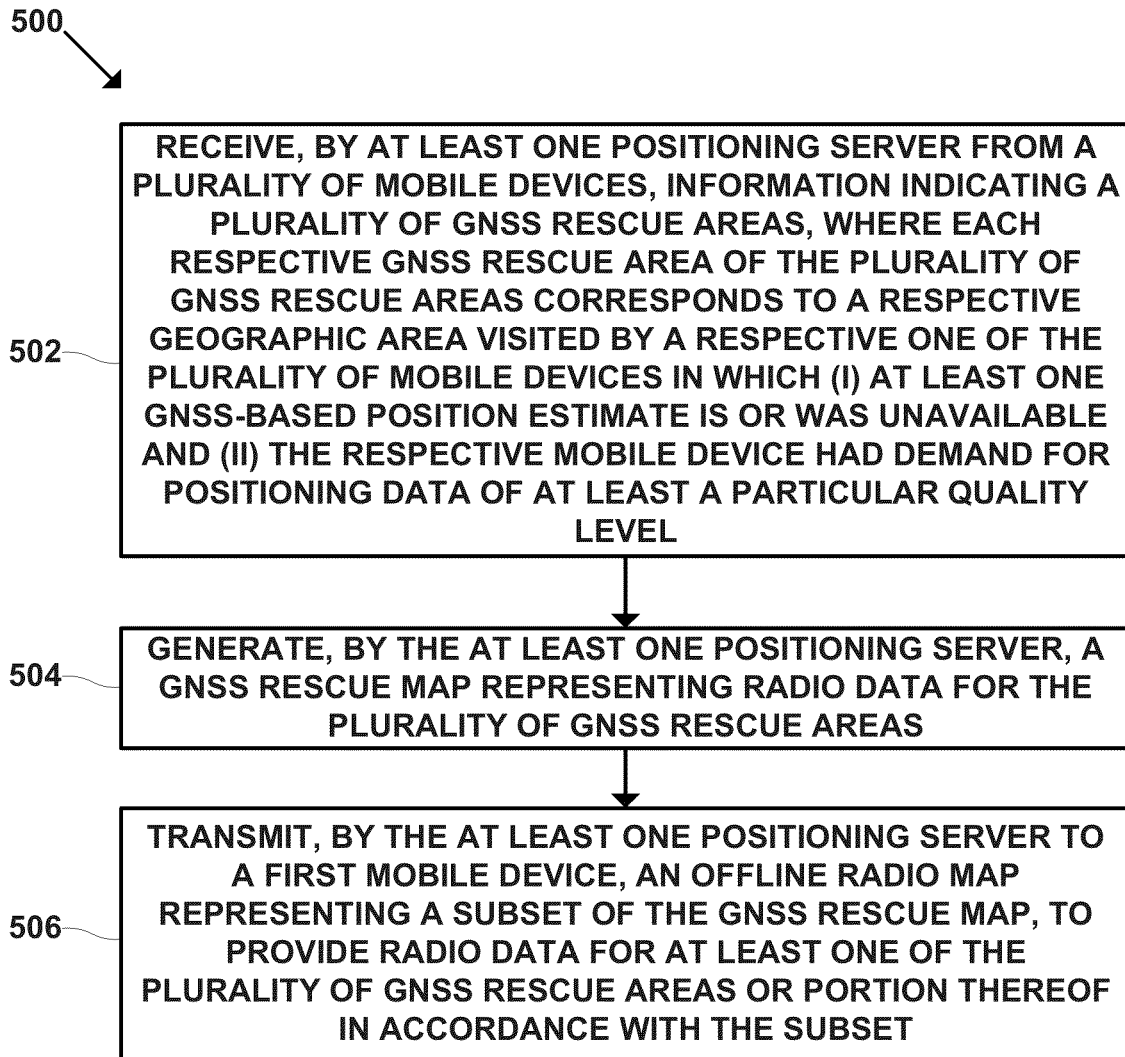 500
RECEIVE, BY AT LEAST ONE POSITIONING SERVER FROM A
PLURALITY OF MOBILE DEVICES, INFORMATION INDICATING A
PLURALITY OF GNSS RESCUE AREAS, WHERE EACH
RESPECTIVE GNSS RESCUE AREA OF THE PLURALITY OF
GNSS RESCUE AREAS CORRESPONDS TO A RESPECTIVE
GEOGRAPHIC AREA VISITED BY A RESPECTIVE ONE OF THE
PLURALITY OF MOBILE DEVICES IN WHICH (I) AT LEAST ONE
GNSS-BASED POSITION ESTIMATE IS OR WAS UNAVAILABLE
AND (II) THE RESPECTIVE MOBILE DEVICE HAD DEMAND FOR
POSITIONING DATA OF AT LEAST A PARTICULAR QUALITY
LEVEL
502
GENERATE, BY THE AT LEAST ONE POSITIONING SERVER, A
GNSS RESCUE MAP REPRESENTING RADIO DATA FOR THE
PLURALITY OF GNSS RESCUE AREAS
504
TRANSMIT, BY THE AT LEAST ONE POSITIONING SERVER TO
A FIRST MOBILE DEVICE, AN OFFLINE RADIO MAP
REPRESENTING A SUBSET OF THE GNSS RESCUE MAP, TO
PROVIDE RADIO DATA FOR AT LEAST ONE OF THE
PLURALITY OF GNSS RESCUE AREAS OR PORTION THEREOF
IN ACCORDANCE WITH THE SUBSET
506